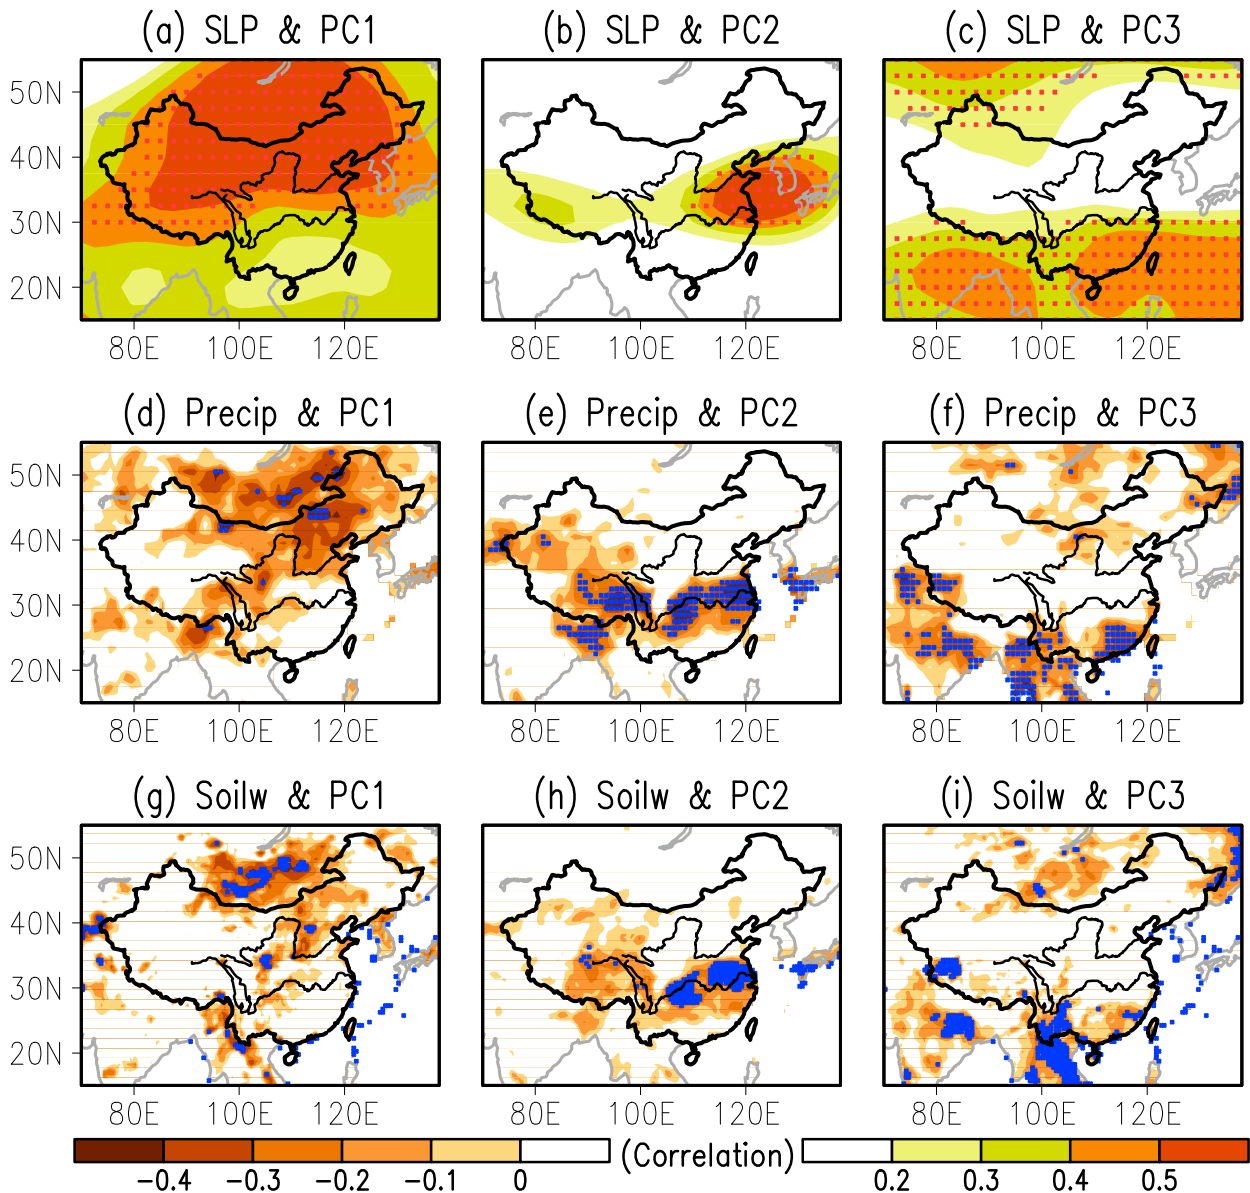 (a) SLP & PC1
(b) SLP & PC2
(c) SLP & PC3
50N
40N
30N
20N
80E 100E 120E
80E 100E 120E
80E 100E 120E
(d) Precip & PC1
(e) Precip & PC2
(f) Precip & PC3
50N
40N
30N
20N
80E 100E 120E
80E 100E 120E
80E 100E 120E
(g) Soilw & PC1
(h) Soilw & PC2
(i) Soilw & PC3
50N
40N
30N
20N
80E 100E 120E
80E 100E 120E
80E 100E 120E
(Correlation)
-0.4 -0.3 -0.2 -0.1 0
0.2 0.3 0.4 0.5